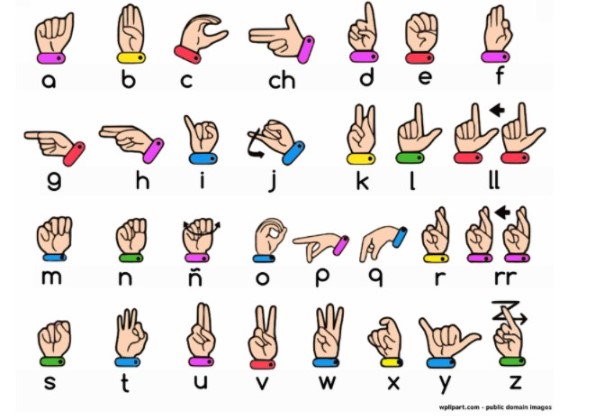 a b c ch d e f
g h i j k l ll
m n ñ o p q r rr
s t u v w x y z
wpclipart.com - public domain images